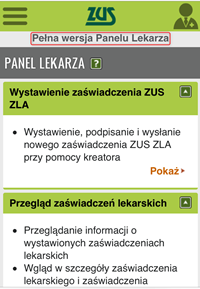 ZUS
Pełna wersja Panelu Lekarza
PANEL LEKARZA ?
Wystawienie zaświadczenia ZUS
ZLA
• Wystawienie, podpisanie i wysłanie
nowego zaświadczenia ZUS ZLA
przy pomocy kreatora
Pokaż
Przegląd zaświadczeń lekarskich
• Przeglądanie informacji o
wystawionych zaświadczeniach
lekarskich
• Wgląd w szczegóły zaświadczenia
lekarskiego i zaświadczenia